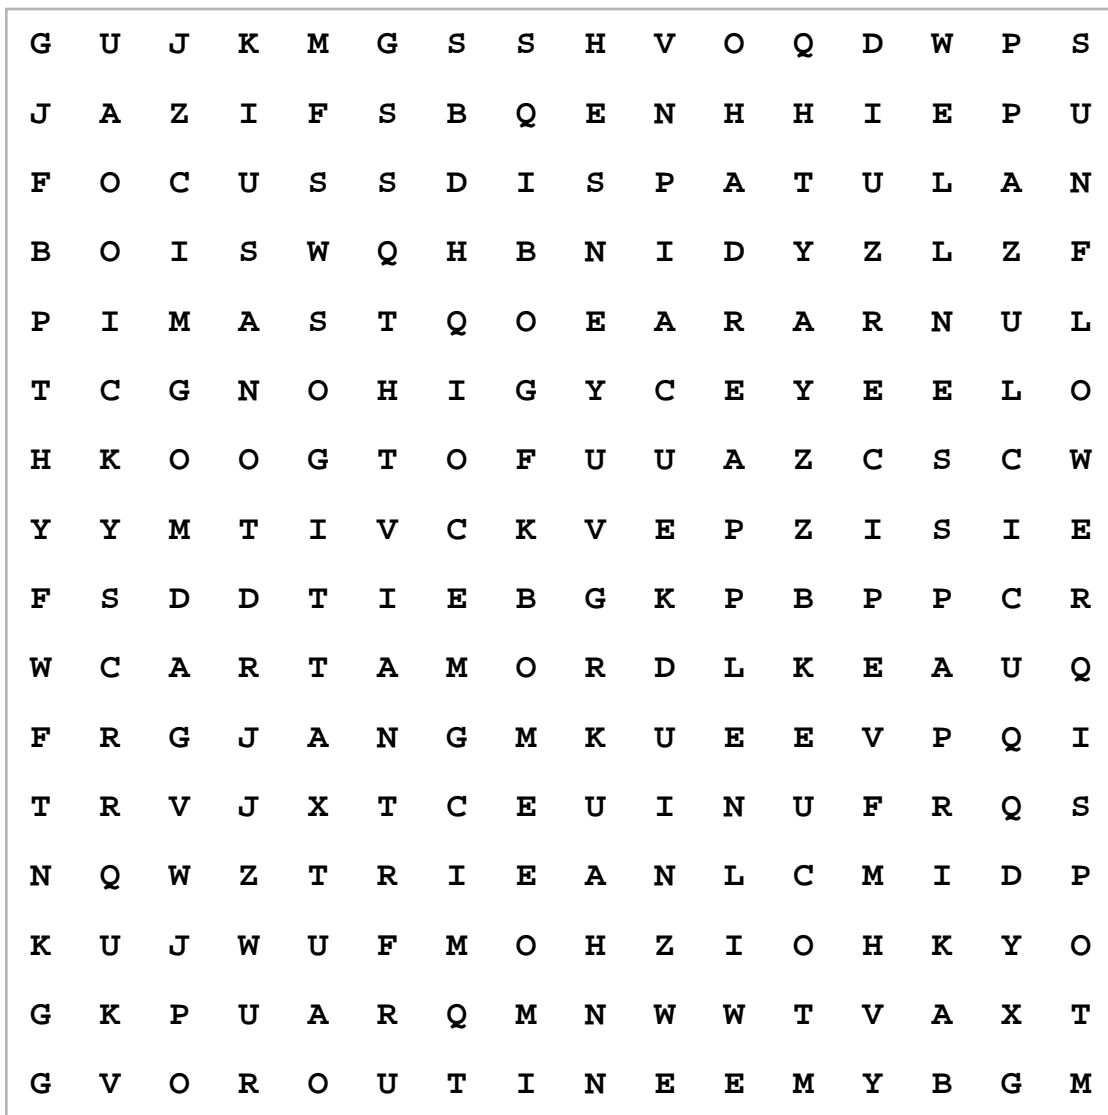 G U J K M G S S H V O Q D W P S
J A Z I F S B Q E N H H I E P U
F O C U S S D I S P A T U L A N
B O I S W Q H B N I D Y Z L Z F
P I M A S T Q O E A R A R N U L
T C G N O H I G Y C E Y E E L O
H K O O G T O F U U A Z C S C W
Y Y M T I V C K V E P Z I S I E
F S D D T I E B G K P B P P C R
W C A R T A M O R D L K E A U Q
F R G J A N G M K U E E V P Q I
T R V J X T C E U I N U F R Q S
N Q W Z T R I E A N L C M I D P
K U J W U F M O H Z I O H K Y O
G K P U A R Q M N W W T V A X T
G V O R O U T I N E E M Y B G M